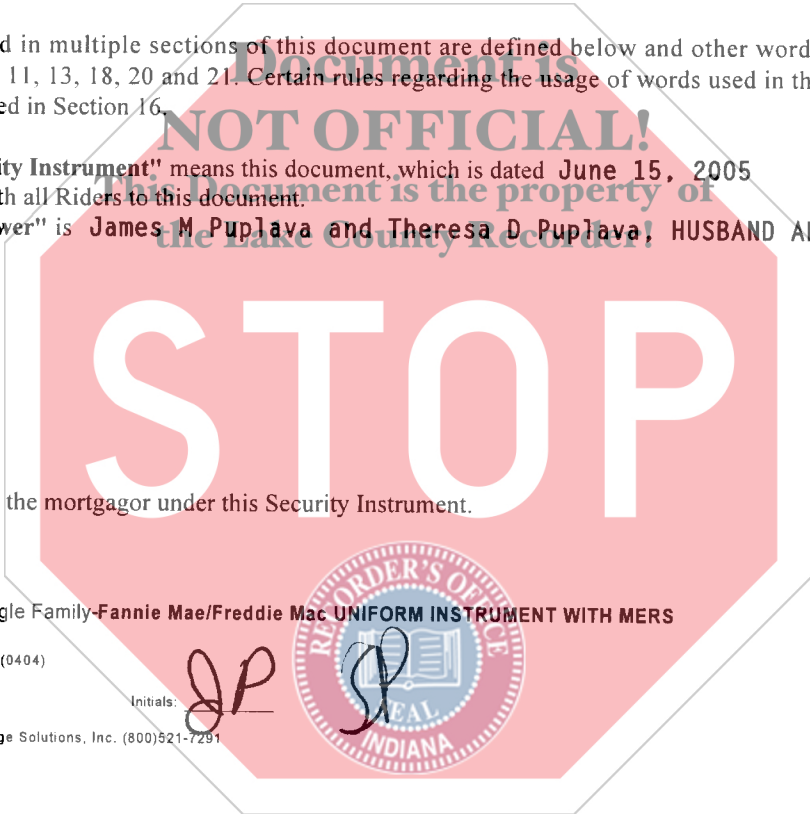 d in multiple sections of this document are defined below and other word
11, 13, 18, 20 and 21. Certain rules regarding the usage of words used in th
ed in Section 16.
Document is
NOT OFFICIAL!
This Document is the property of
the Lake County Recorder!
ity Instrument" means this document, which is dated June 15, 2005
th all Riders to this document.
wer" is James M Puplava and Theresa D Puplava, HUSBAND A
STOP
the mortgagor under this Security Instrument.
gle Family-Fannie Mae/Freddie Mac UNIFORM INSTRUMENT WITH MERS
(0404)
Initials: JP SP
ge Solutions, Inc. (800)521-7291
RECORDER'S OFFICE
SEAL
INDIANA